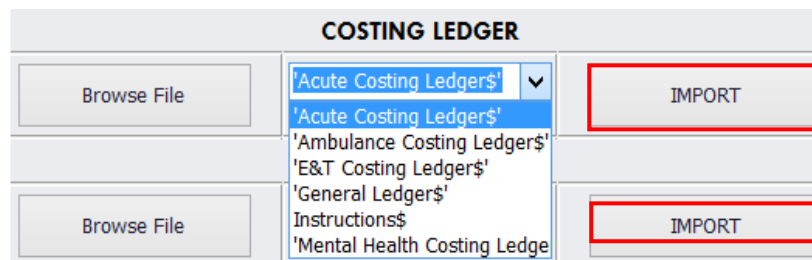 COSTING LEDGER
Browse File
'Acute Costing Ledger$'
IMPORT
'Acute Costing Ledger$'
'Ambulance Costing Ledger$'
'E&T Costing Ledger$'
'General Ledger$'
Instructions$
'Mental Health Costing Ledge
Browse File
IMPORT